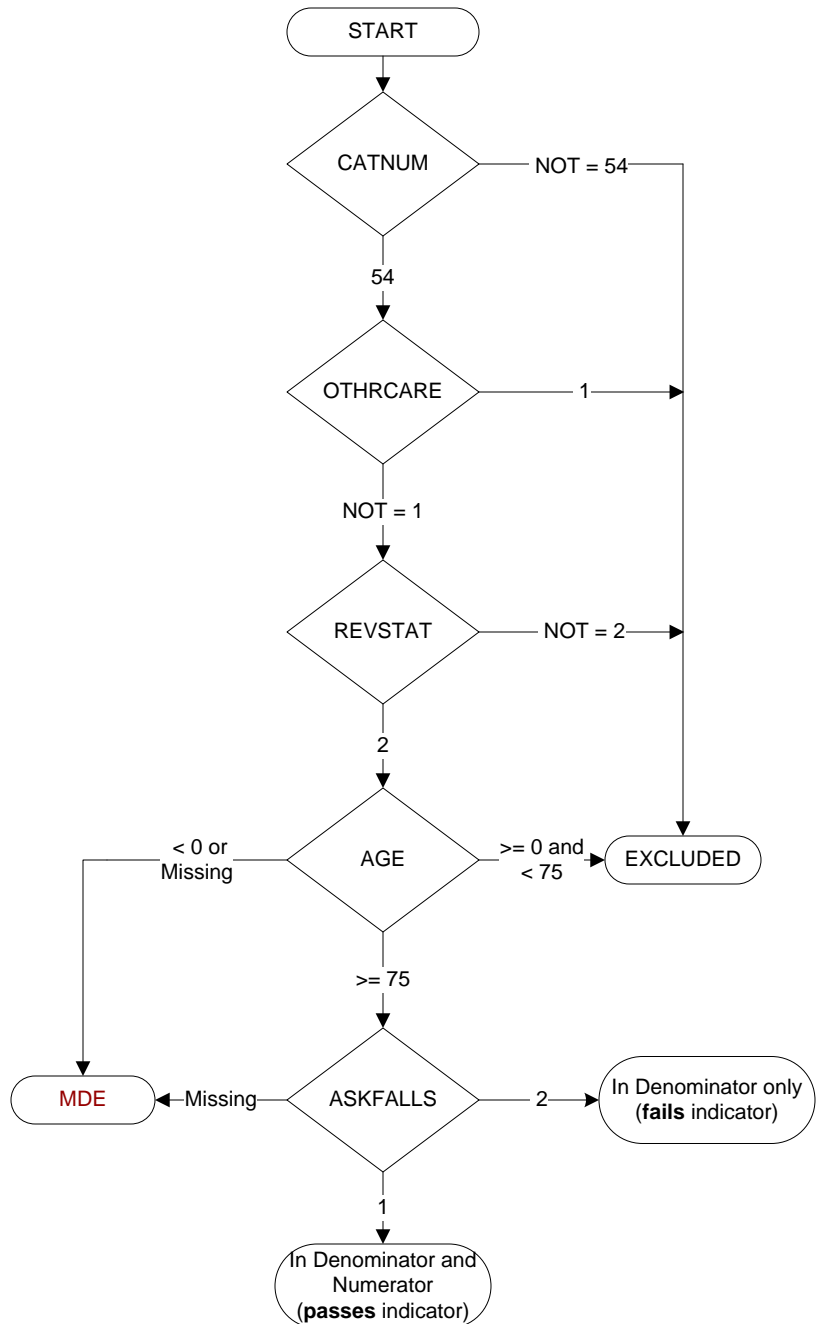 START
CATNUM
NOT = 54
54
OTHRCARE
1
NOT = 1
REVSTAT
NOT = 2
2
< 0 or
Missing
AGE
>= 0 and
< 75
EXCLUDED
>= 75
MDE
Missing
ASKFALLS
2
In Denominator only
(fails indicator)
1
In Denominator and
Numerator
(passes indicator)